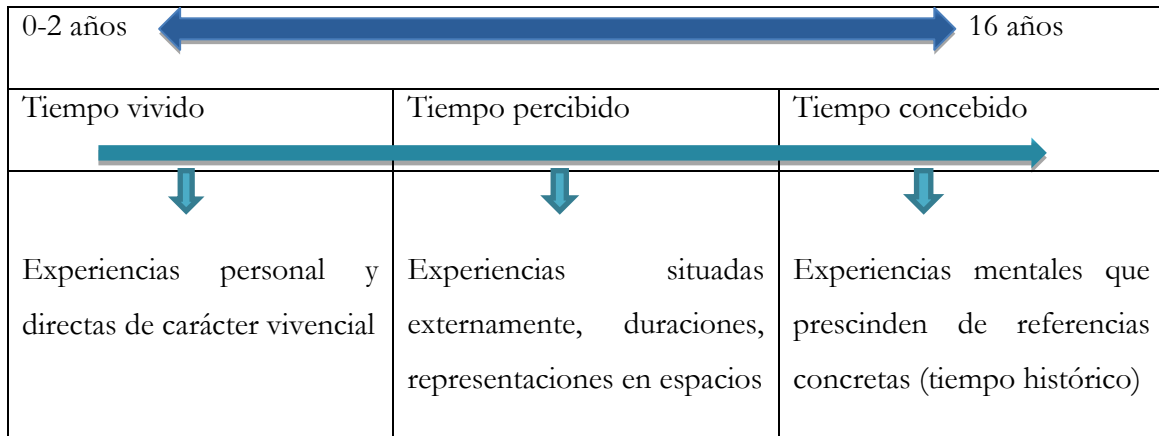 0-2 años 16 años
Tiempo vivido
Tiempo percibido
Tiempo concebido
Experiencias personal y
directas de carácter vivencial
Experiencias situadas
externamente, duraciones,
representaciones en espacios
Experiencias mentales que
prescinden de referencias
concretas (tiempo histórico)